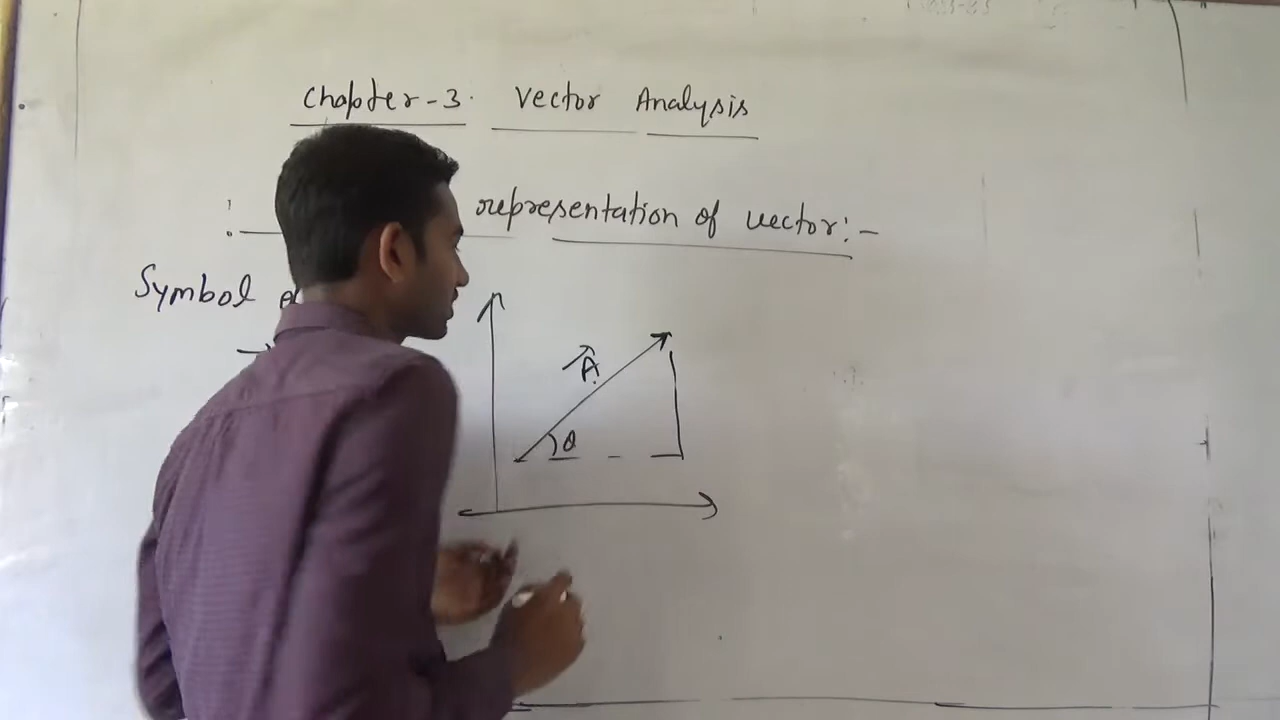 Chapter-3. Vector Analysis
representation of vector:-
Symbol
A
θ